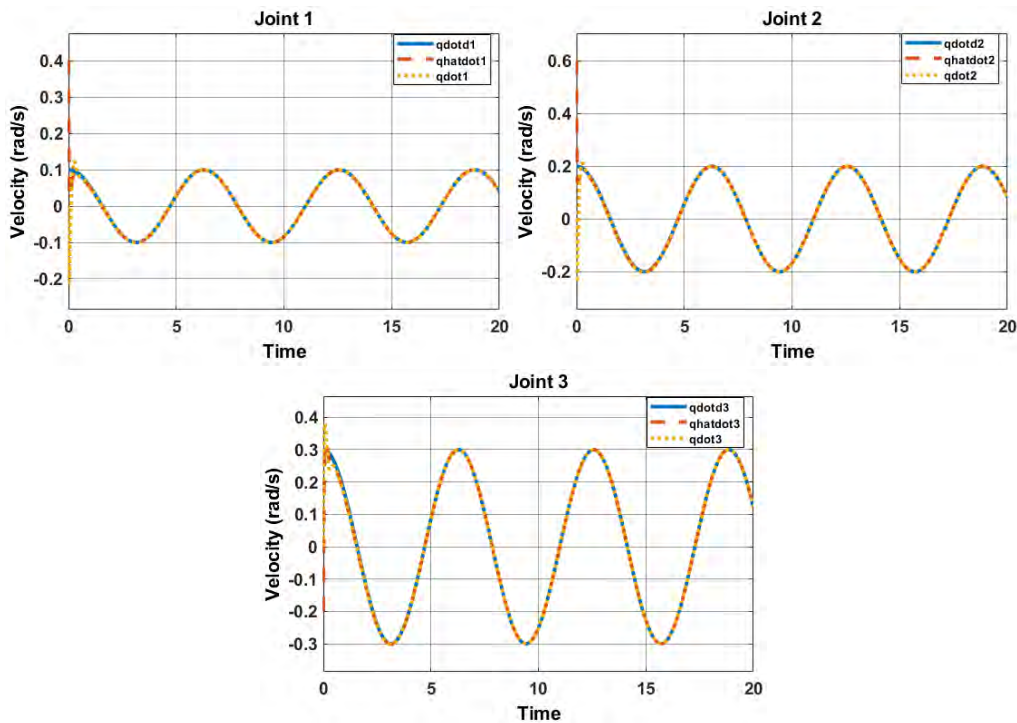 Joint 1
qdotd1
qhatdot1
qdot1
0.4
0.3
0.2
0.1
0
-0.1
-0.2
Velocity (rad/s)
0 5 10 15 20
Time
Joint 2
qdotd2
qhatdot2
qdot2
0.6
0.4
0.2
0
-0.2
Velocity (rad/s)
0 5 10 15 20
Time
Joint 3
qdotd3
qhatdot3
qdot3
0.4
0.3
0.2
0.1
0
-0.1
-0.2
-0.3
Velocity (rad/s)
0 5 10 15 20
Time